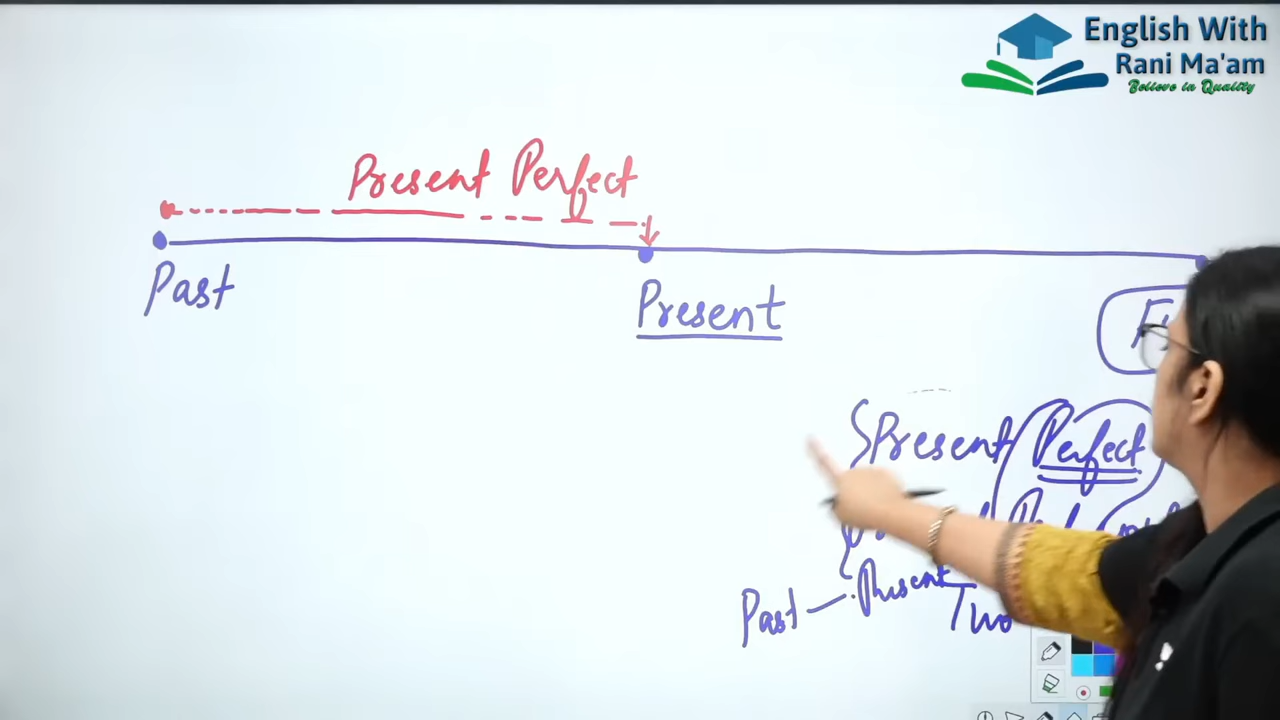 English With
Rani Ma'am
Believe in Quality
Present Perfect
Past
Present
Present Perfect
Past — Present
Two